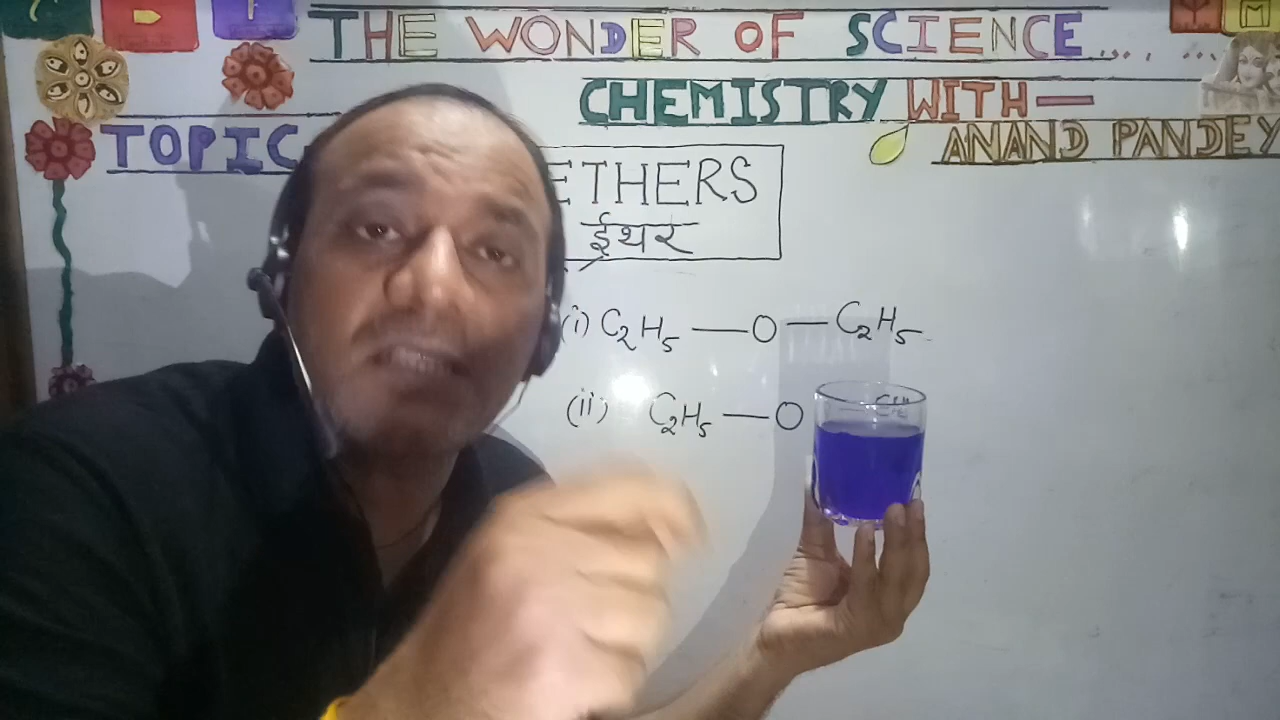 THE WONDER OF SCIENCE.... ...
CHEMISTRY WITH—
ANAND PANDEY
TOPIC
ETHERS
ईथर
(i) C₂H₅ — O — C₂H₅
(ii) C₂H₅ — O